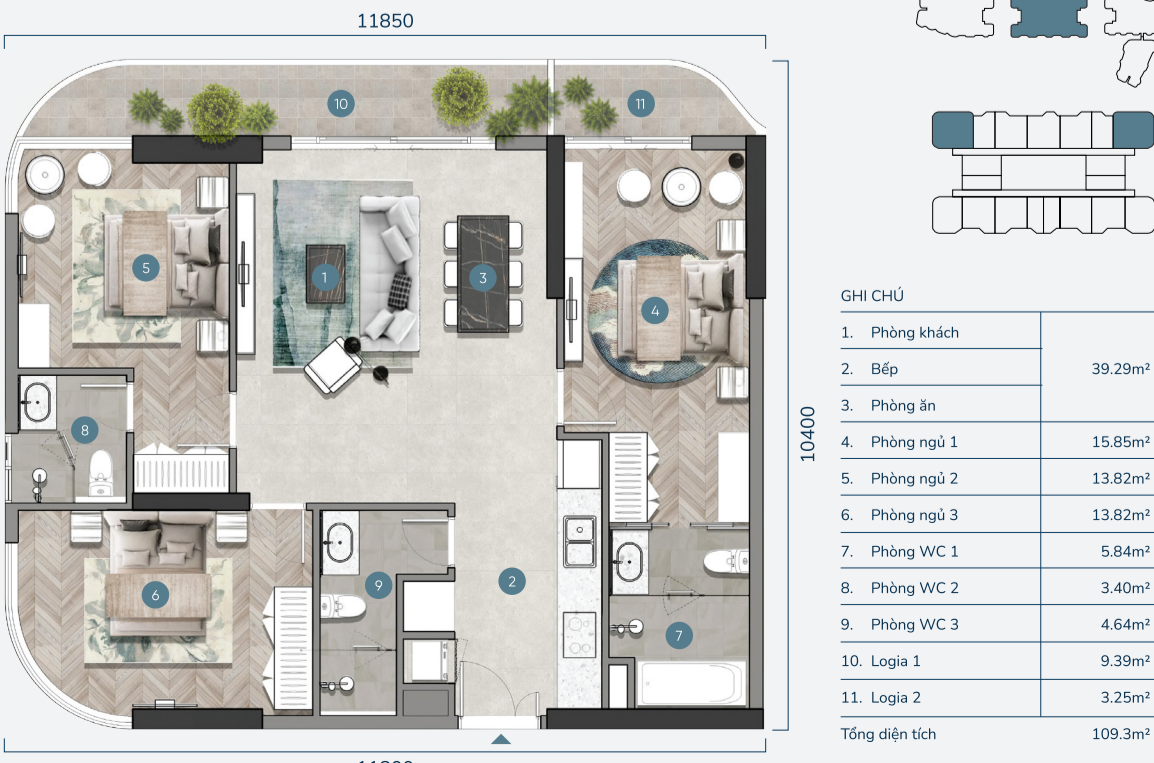 11850
10
11
5
1
3
4
8
6
9
2
7
10400
GHI CHÚ
1. Phòng khách
2. Bếp 39.29m²
3. Phòng ăn
4. Phòng ngủ 1 15.85m²
5. Phòng ngủ 2 13.82m²
6. Phòng ngủ 3 13.82m²
7. Phòng WC 1 5.84m²
8. Phòng WC 2 3.40m²
9. Phòng WC 3 4.64m²
10. Logia 1 9.39m²
11. Logia 2 3.25m²
Tổng diện tích 109.3m²